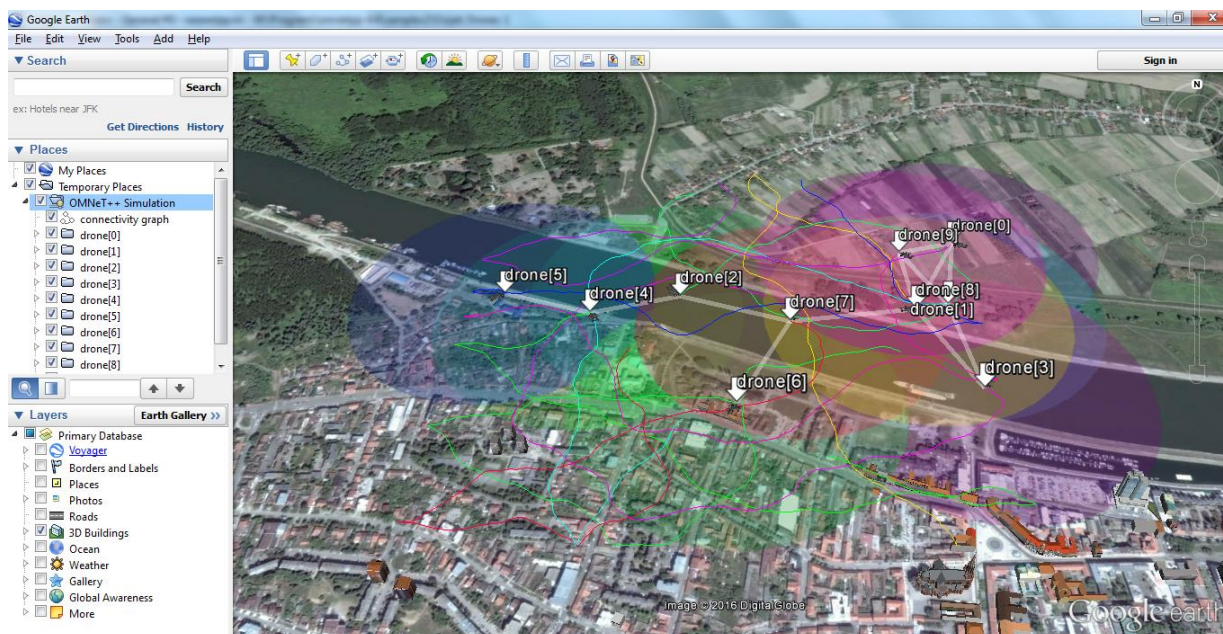 Google Earth
File Edit View Tools Add Help
Search
Search
ex: Hotels near JFK
Get Directions History
Places
My Places
Temporary Places
OMNeT++ Simulation
connectivity graph
drone[0]
drone[1]
drone[2]
drone[3]
drone[4]
drone[5]
drone[6]
drone[7]
drone[8]
Layers
Earth Gallery >>
Primary Database
Voyager
Borders and Labels
Places
Photos
Roads
3D Buildings
Ocean
Weather
Gallery
Global Awareness
More
Sign in
N
drone[9]
drone[0]
drone[5]
drone[4]
drone[2]
drone[7]
drone[8]
drone[1]
drone[3]
drone[6]
Image © 2016 DigitalGlobe
Google earth